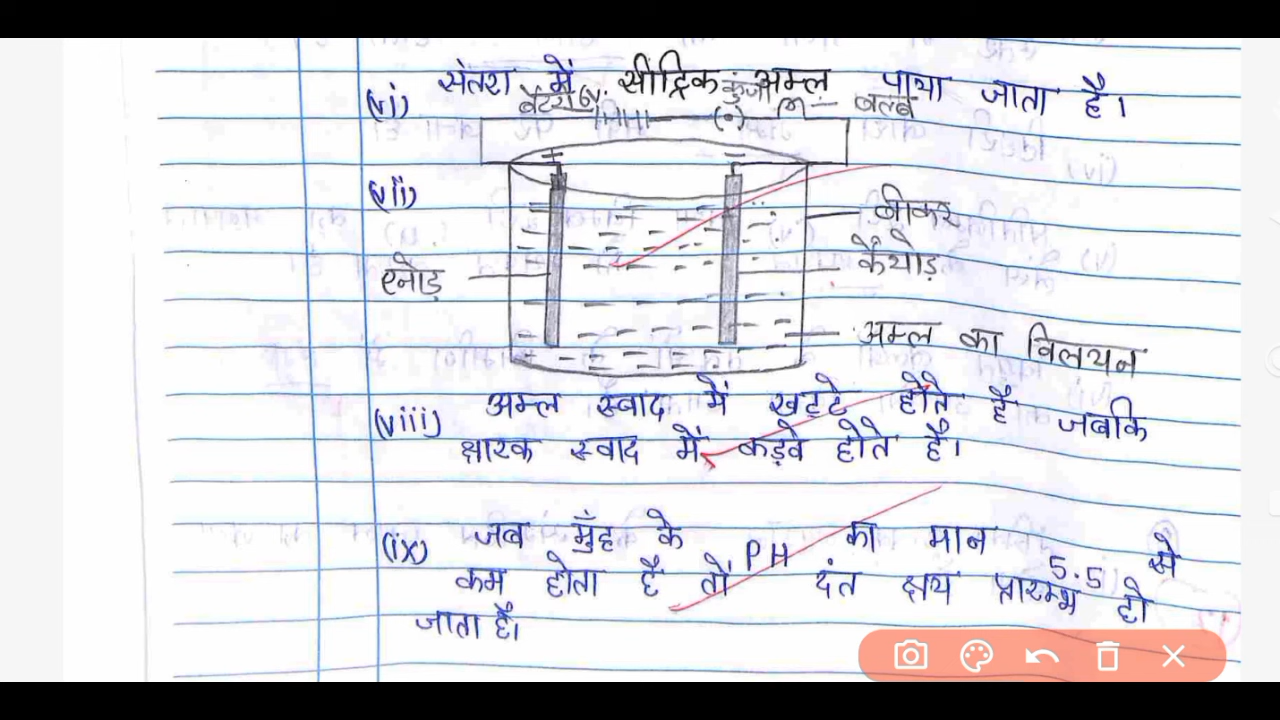 (vi) संतरा में सीट्रिक अम्ल पाया जाता है।
बैटरी 6v. कुंजी बल्ब
(vii)
बीकर
कैथोड़
एनोड़
अम्ल का विलयन
(viii) अम्ल स्वाद में खट्टे होते हैं जबकि
क्षारक स्वाद में कड़वे होते है।
(ix) जब मुँह के PH का मान 5.5 से
कम होता है तो दंत क्षय प्रारम्भ हो
जाता है।